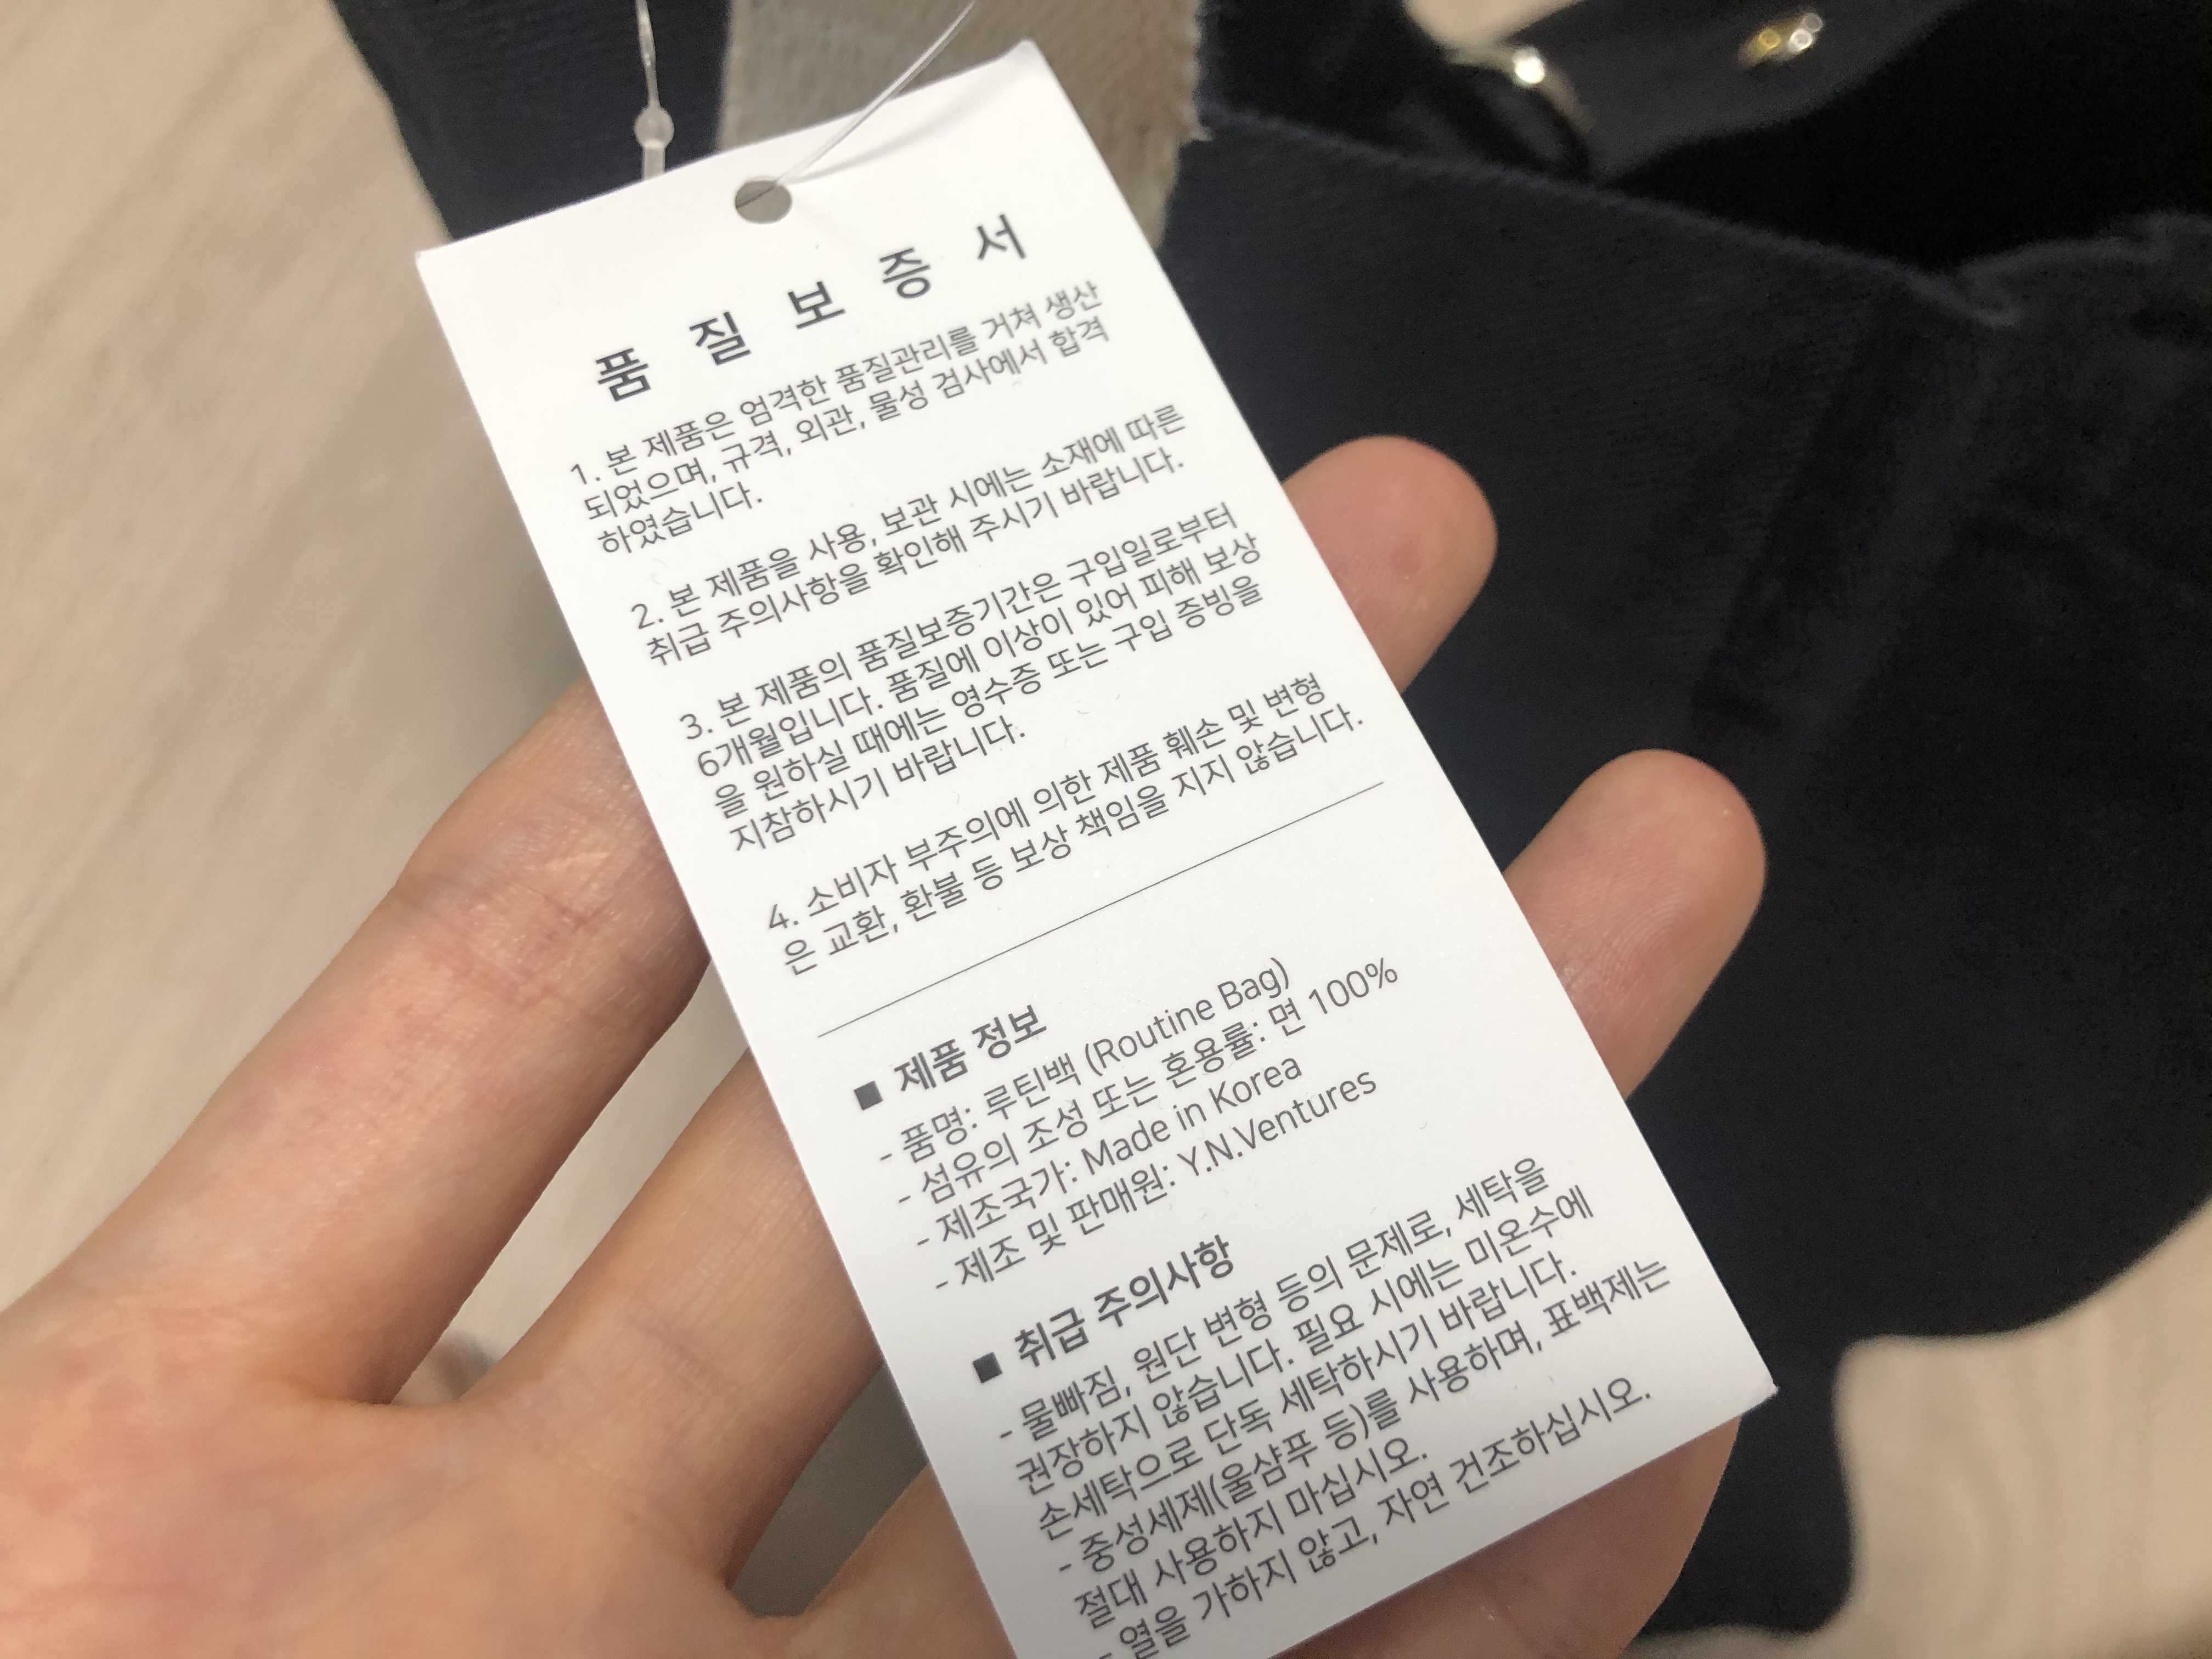 품 질 보 증 서
1. 본 제품은 엄격한 품질관리를 거쳐 생산
되었으며, 규격, 외관, 물성 검사에서 합격
하였습니다.
2. 본 제품을 사용, 보관 시에는 소재에 따른
취급 주의사항을 확인해 주시기 바랍니다.
3. 본 제품의 품질보증기간은 구입일로부터
6개월입니다. 품질에 이상이 있어 피해 보상
을 원하실 때에는 영수증 또는 구입 증빙을
지참하시기 바랍니다.
4. 소비자 부주의에 의한 제품 훼손 및 변형
은 교환, 환불 등 보상 책임을 지지 않습니다.
■ 제품 정보
- 품명: 루틴백 (Routine Bag)
- 섬유의 조성 또는 혼용률: 면 100%
- 제조국가: Made in Korea
- 제조 및 판매원: Y.N.Ventures
■ 취급 주의사항
- 물빠짐, 원단 변형 등의 문제로, 세탁을
권장하지 않습니다. 필요 시에는 미온수에
손세탁으로 단독 세탁하시기 바랍니다.
- 중성세제(울샴푸 등)를 사용하며, 표백제는
절대 사용하지 마십시오.
- 열을 가하지 않고, 자연 건조하십시오.